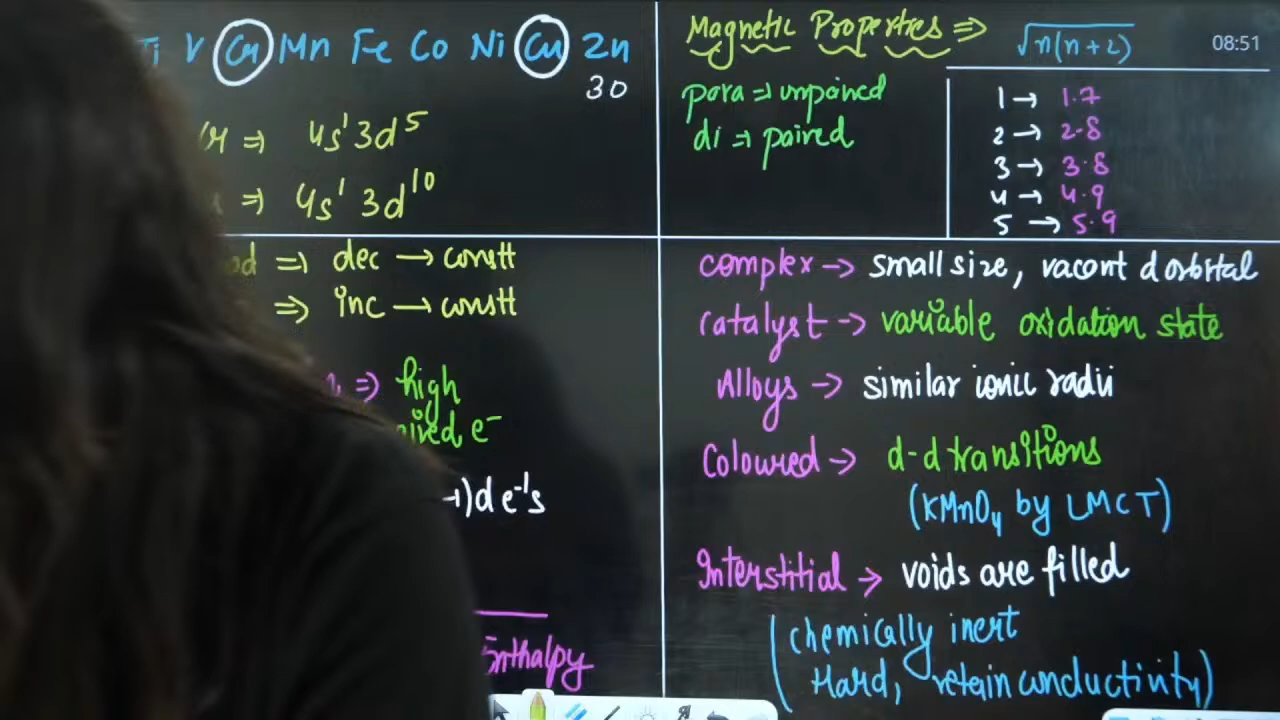 V Cr Mn Fe Co Ni Cu Zn
30
⇒ 4s¹ 3d⁵
⇒ 4s¹ 3d¹⁰
⇒ dec → constt
⇒ inc → constt
⇒ high
e⁻
d e⁻'s
Enthalpy
Magnetic Properties ⇒
√n(n+2)
08:51
para ⇒ unpaired
di ⇒ paired
1 → 1.7
2 → 2.8
3 → 3.8
4 → 4.9
5 → 5.9
complex → small size, vacant d orbital
catalyst → variable oxidation state
Alloys → similar ionic radii
Coloured → d-d transitions
(KMnO₄ by LMCT)
Interstitial → voids are filled
(chemically inert
Hard, retain conductivity)